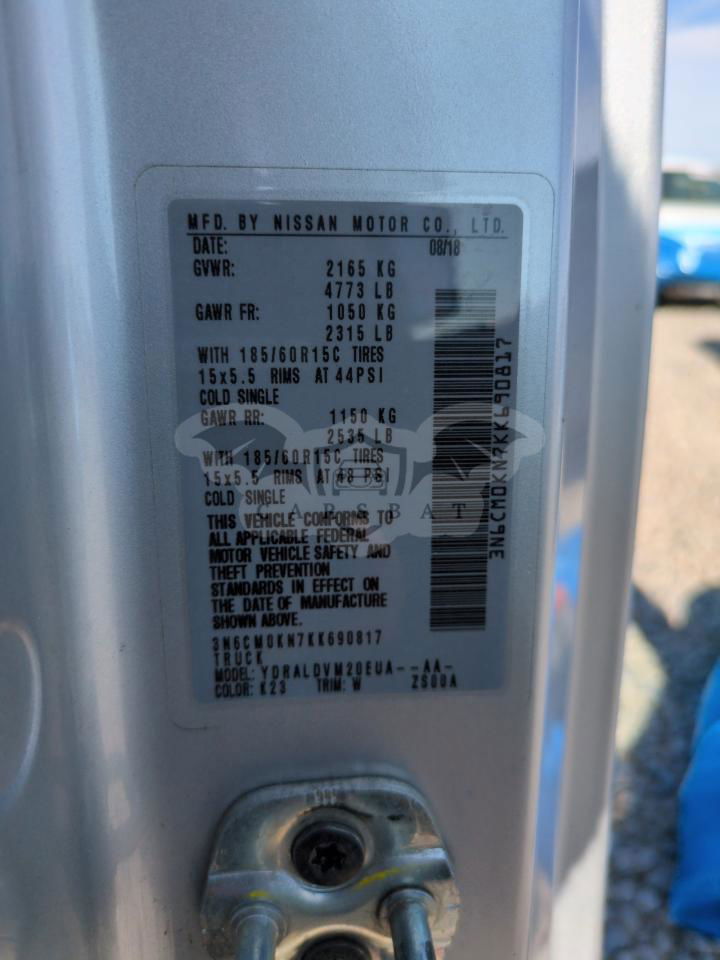 MFD. BY NISSAN MOTOR CO., LTD.
DATE: 08/18
GVWR: 2165 KG
4773 LB
GAWR FR: 1050 KG
2315 LB
WITH 185/60R15C TIRES
15x5.5 RIMS AT 44PSI
COLD SINGLE
GAWR RR: 1150 KG
2535 LB
WITH 185/60R15C TIRES
15x5.5 RIMS AT 48 PSI
COLD SINGLE
THIS VEHICLE CONFORMS TO
ALL APPLICABLE FEDERAL
MOTOR VEHICLE SAFETY AND
THEFT PREVENTION
STANDARDS IN EFFECT ON
THE DATE OF MANUFACTURE
SHOWN ABOVE.
3N6CM0KN7KK690817
TRUCK
MODEL: YDRALDVM20EUA--AA-
COLOR: K23 TRIM: W ZS00A
3N6CM0KN7KK690817
CARSBAT